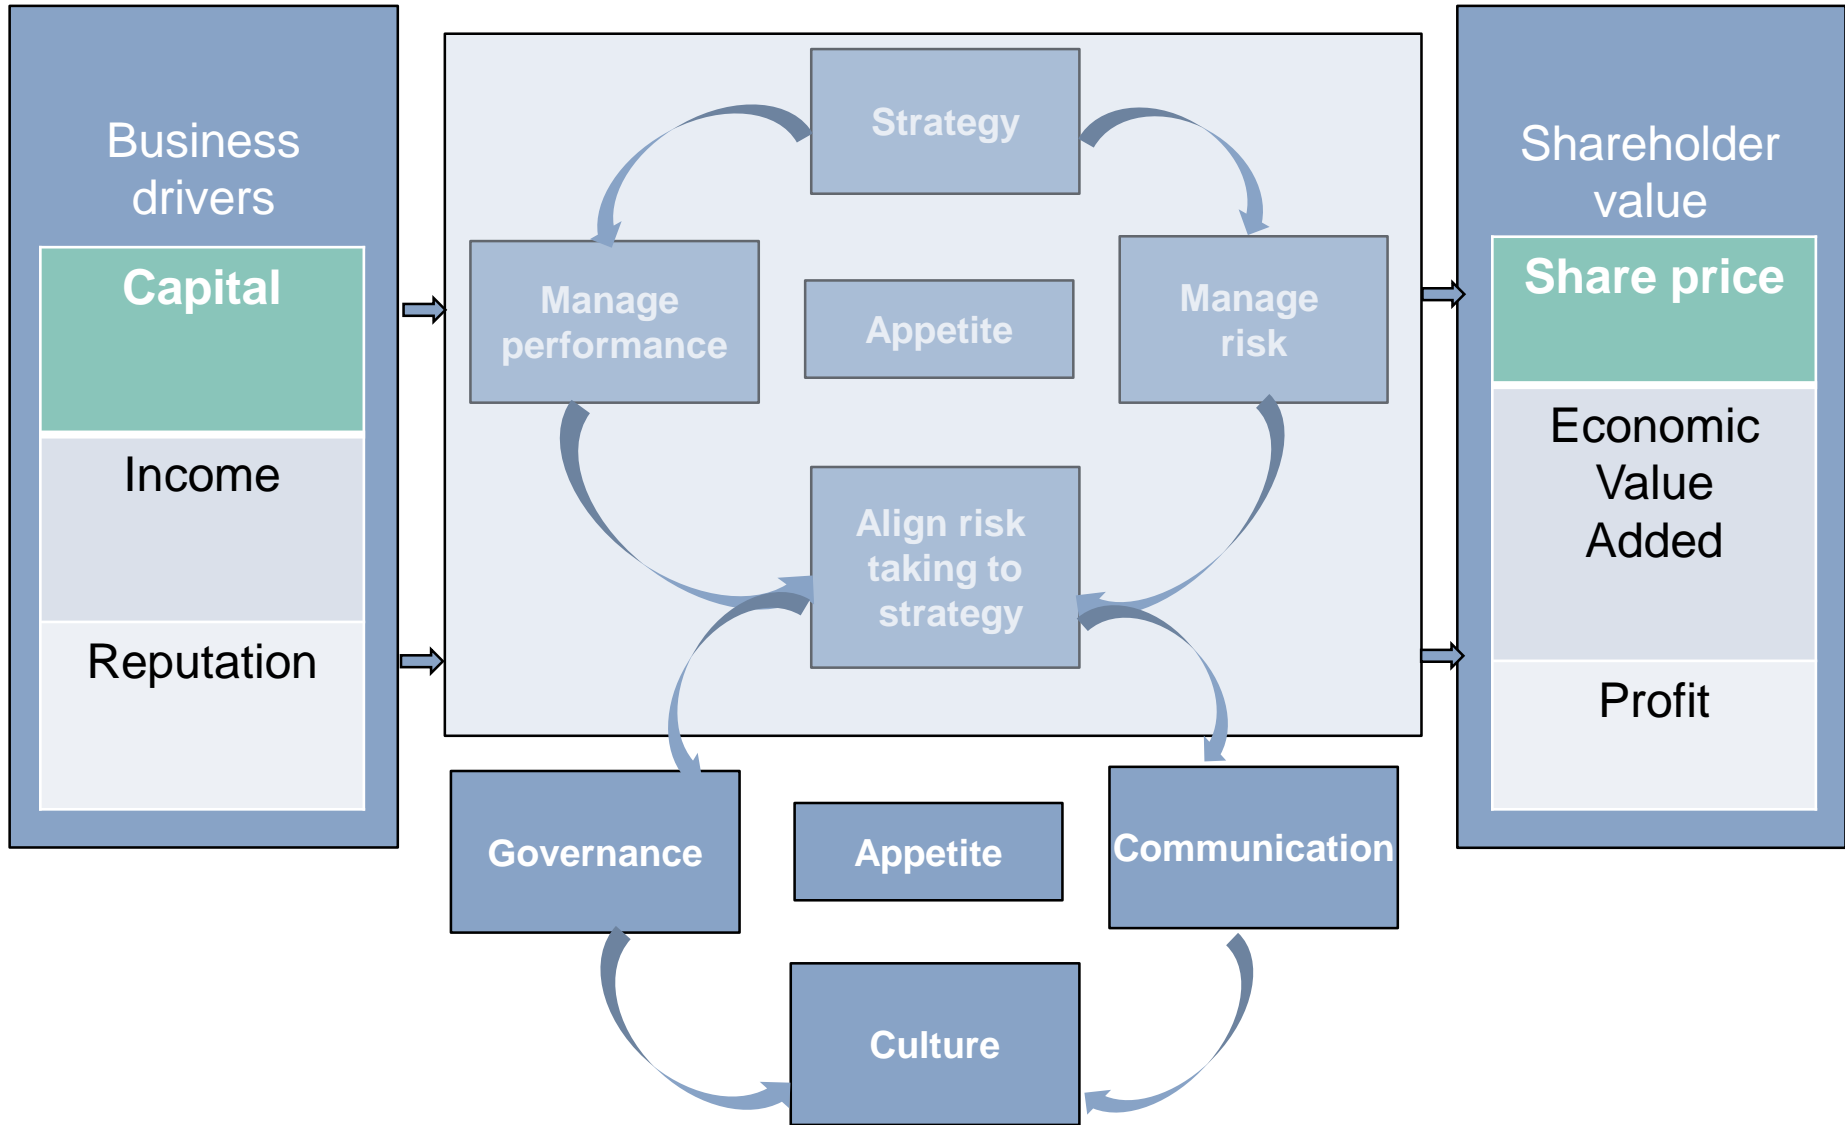 Business
drivers
Capital
Income
Reputation
Strategy
Manage
performance
Appetite
Manage
risk
Align risk
taking to
strategy
Governance
Appetite
Communication
Culture
Shareholder
value
Share price
Economic
Value
Added
Profit